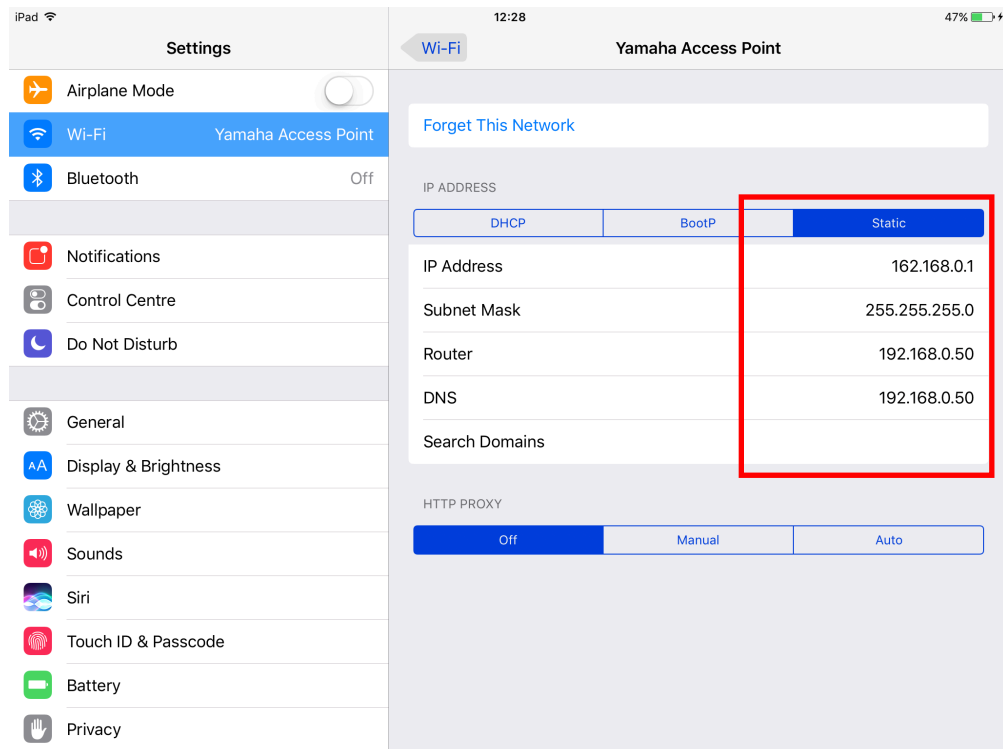 iPad 12:28 47%
Settings
Airplane Mode
Wi-Fi Yamaha Access Point
Bluetooth Off
Notifications
Control Centre
Do Not Disturb
General
Display & Brightness
Wallpaper
Sounds
Siri
Touch ID & Passcode
Battery
Privacy
Wi-Fi Yamaha Access Point
Forget This Network
IP ADDRESS
DHCP BootP Static
IP Address 162.168.0.1
Subnet Mask 255.255.255.0
Router 192.168.0.50
DNS 192.168.0.50
Search Domains
HTTP PROXY
Off Manual Auto